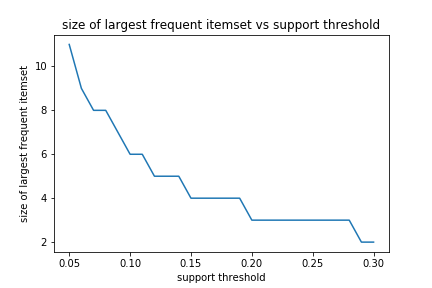 size of largest frequent itemset vs support threshold
size of largest frequent itemset
10
8
6
4
2
0.05 0.10 0.15 0.20 0.25 0.30
support threshold